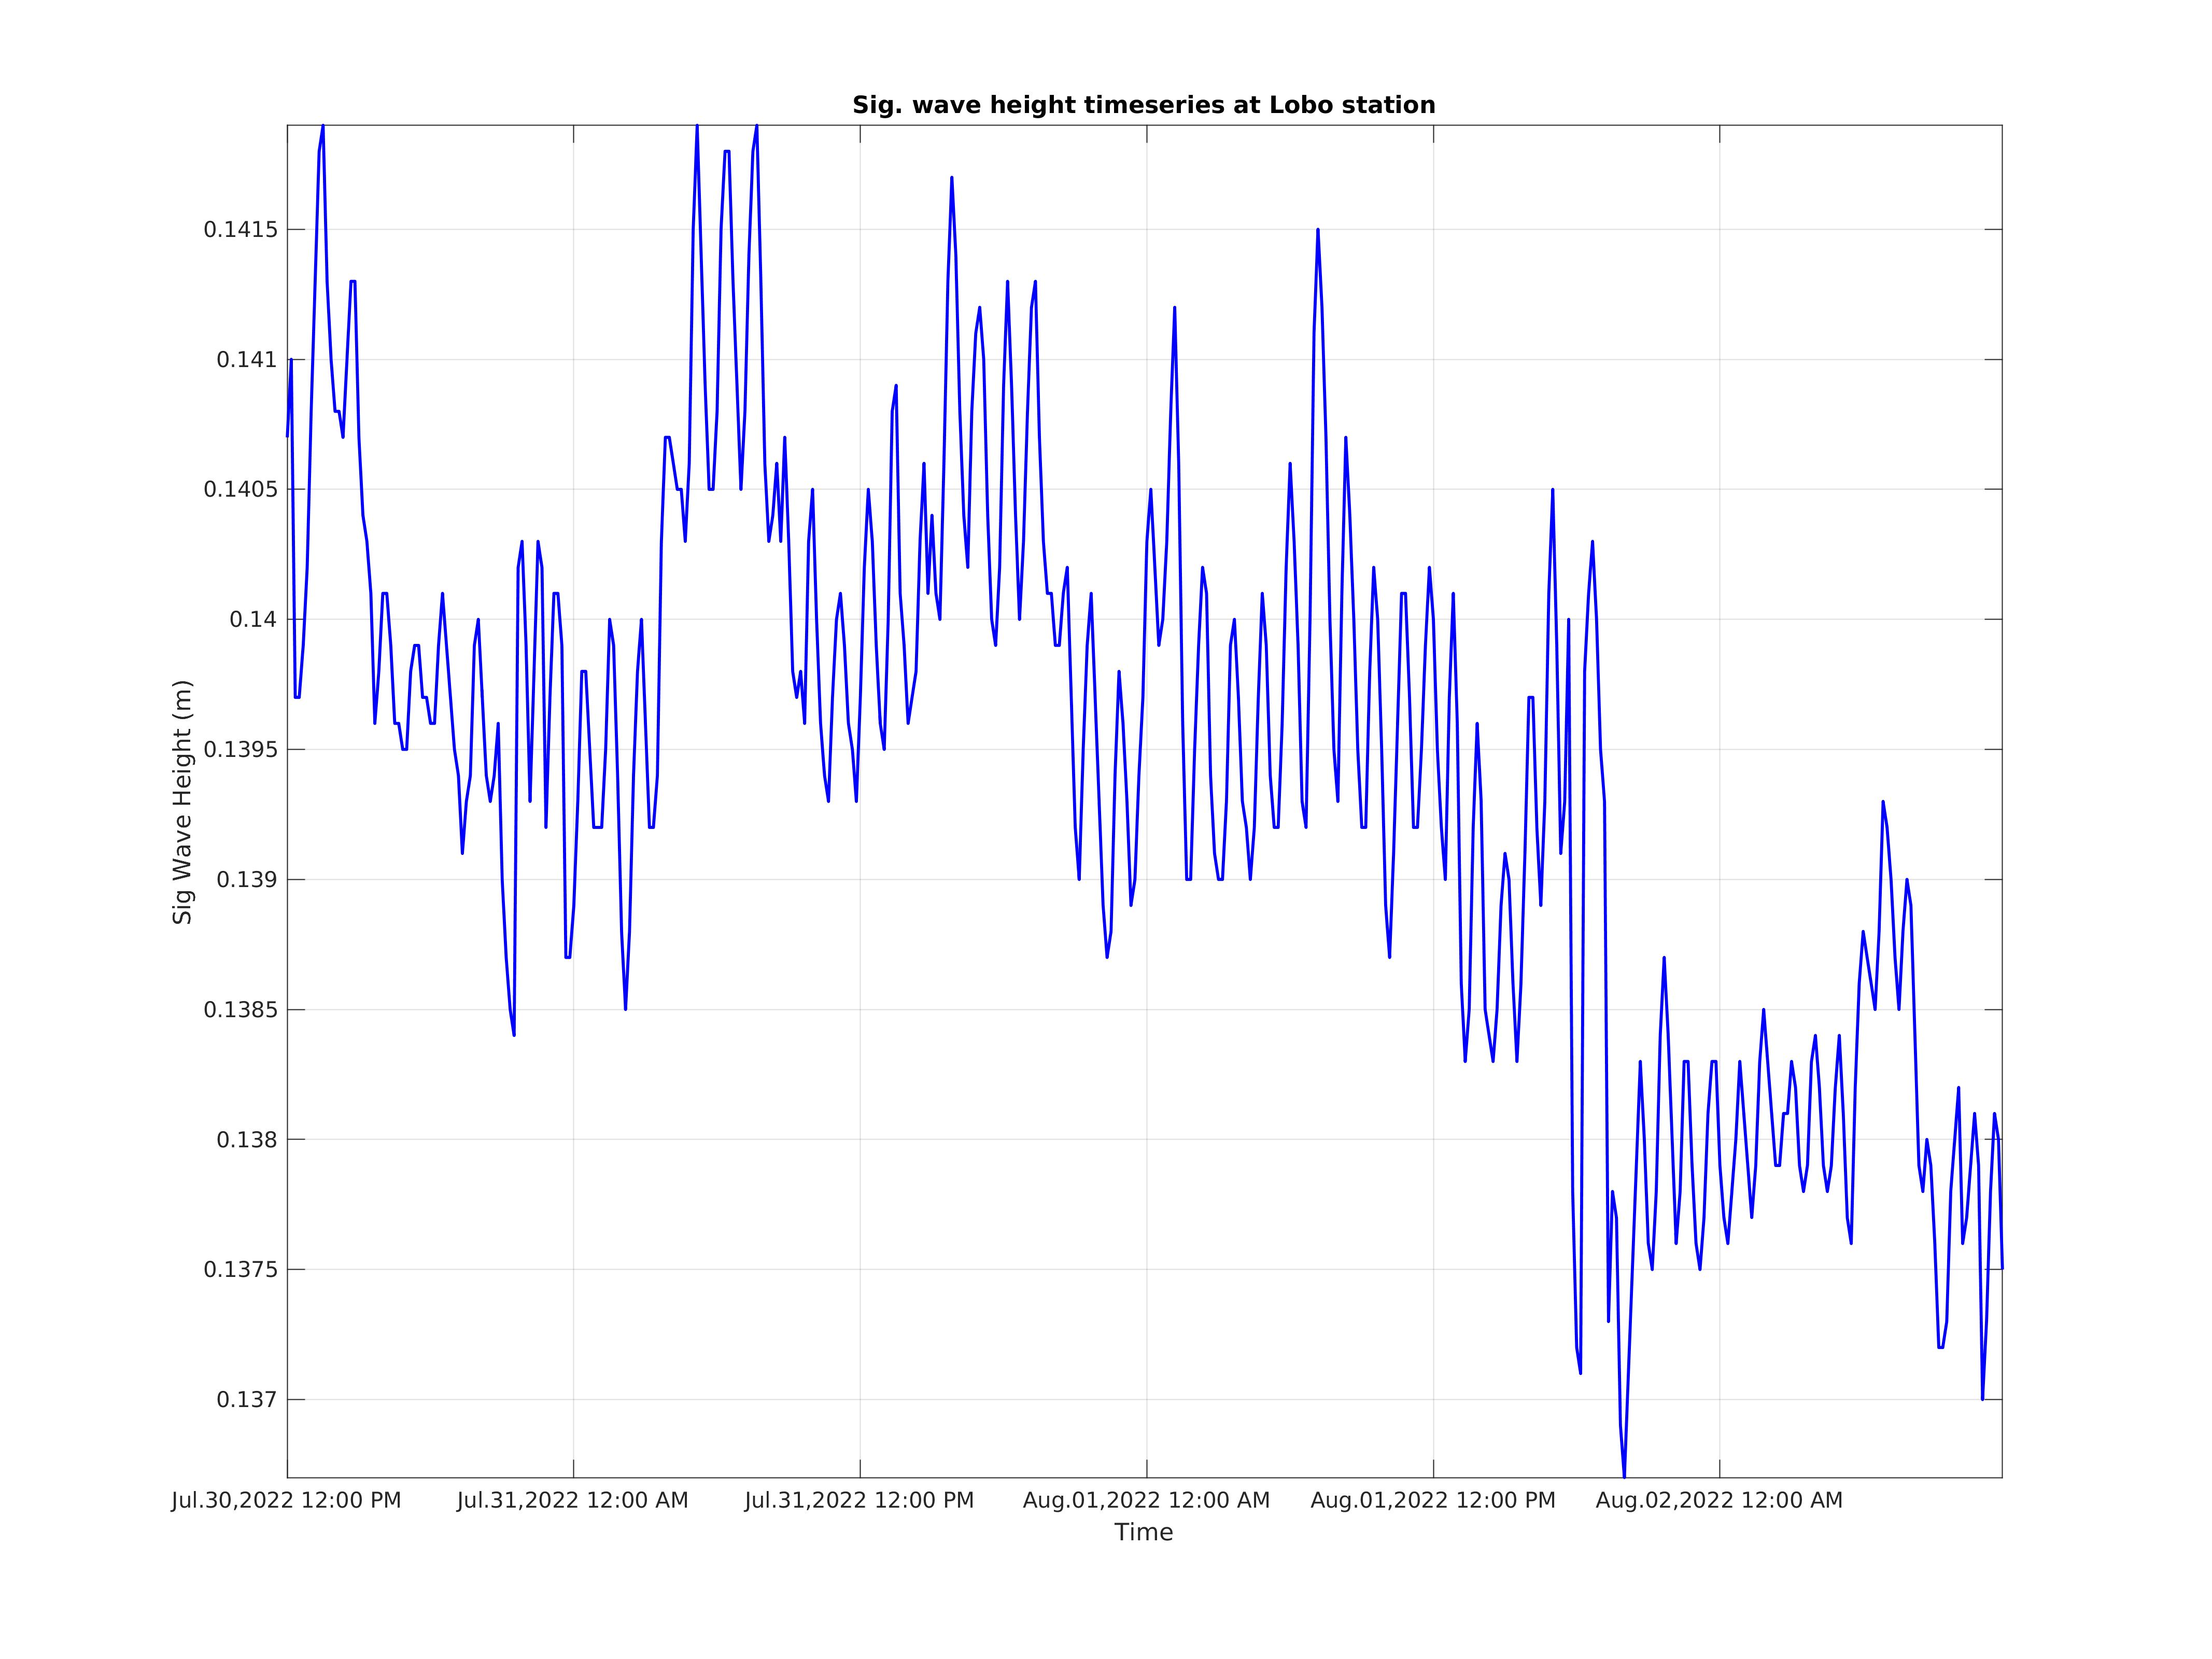 Sig. wave height timeseries at Lobo station
0.1415
0.141
0.1405
0.14
0.1395
0.139
0.1385
0.138
0.1375
0.137
Sig Wave Height (m)
Jul.30,2022 12:00 PM Jul.31,2022 12:00 AM Jul.31,2022 12:00 PM Aug.01,2022 12:00 AM Aug.01,2022 12:00 PM Aug.02,2022 12:00 AM
Time